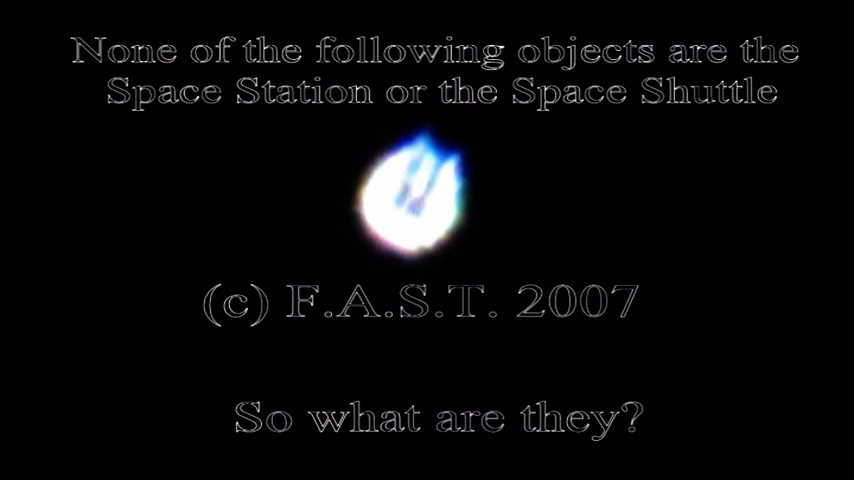 None of the following objects are the
Space Station or the Space Shuttle
(c) F.A.S.T. 2007
So what are they?